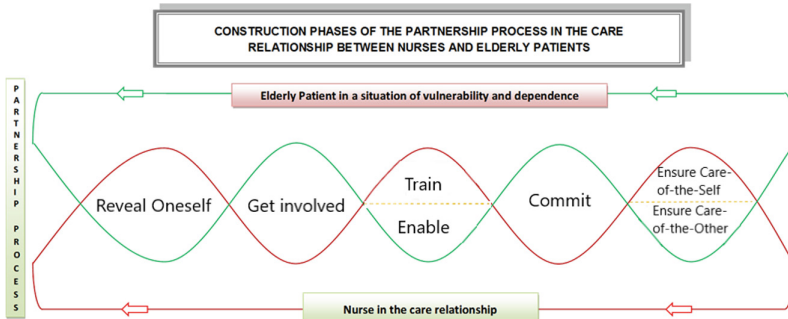 CONSTRUCTION PHASES OF THE PARTNERSHIP PROCESS IN THE CARE
RELATIONSHIP BETWEEN NURSES AND ELDERLY PATIENTS
PARTNERSHIP PROCESS
Elderly Patient in a situation of vulnerability and dependence
Reveal Oneself
Get involved
Train
Enable
Commit
Ensure Care-
of-the-Self
Ensure Care-
of-the-Other
Nurse in the care relationship